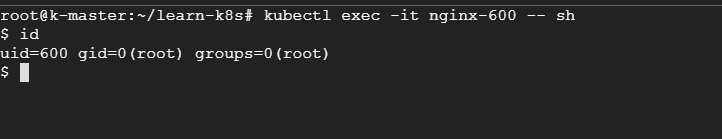 root@k-master:~/learn-k8s# kubectl exec -it nginx-600 -- sh
$ id
uid=600 gid=0(root) groups=0(root)
$